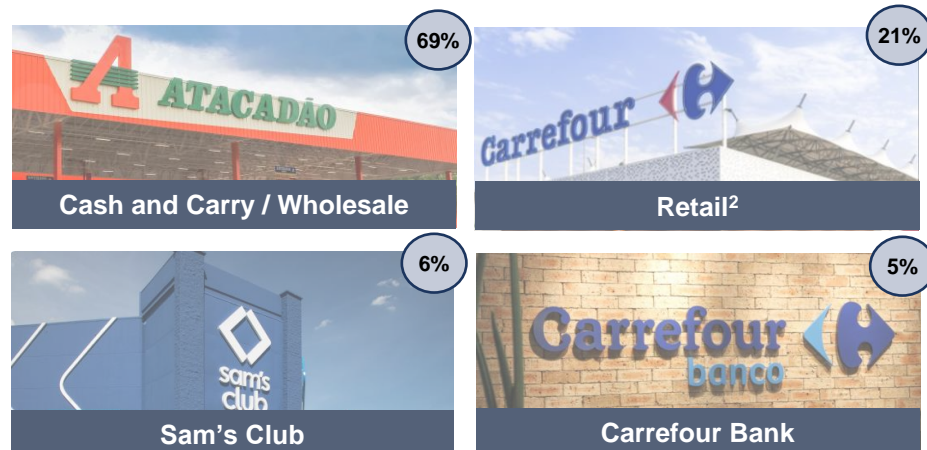 69%
ATACADÃO
Cash and Carry / Wholesale
21%
Carrefour
Retail²
6%
sam's
club
Sam's Club
5%
Carrefour
banco
Carrefour Bank